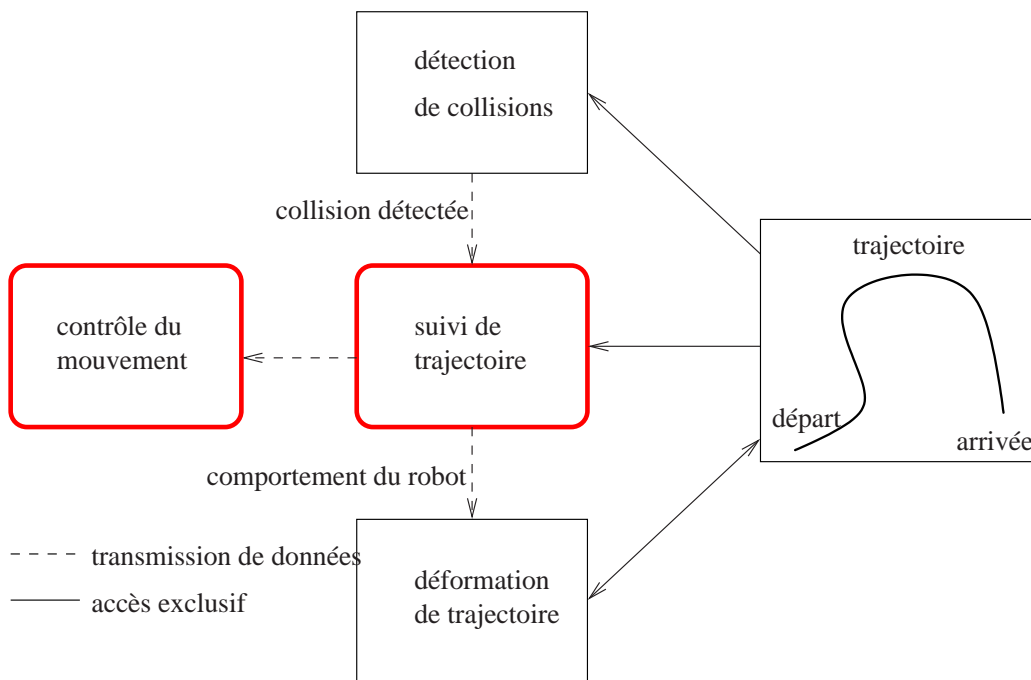 détection
de collisions
collision détectée
trajectoire
contrôle du
mouvement
suivi de
trajectoire
départ
arrivée
comportement du robot
transmission de données
accès exclusif
déformation
de trajectoire